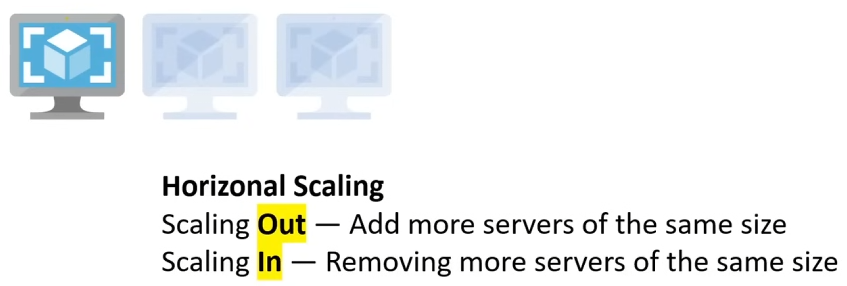 Horizonal Scaling
Scaling Out — Add more servers of the same size
Scaling In — Removing more servers of the same size